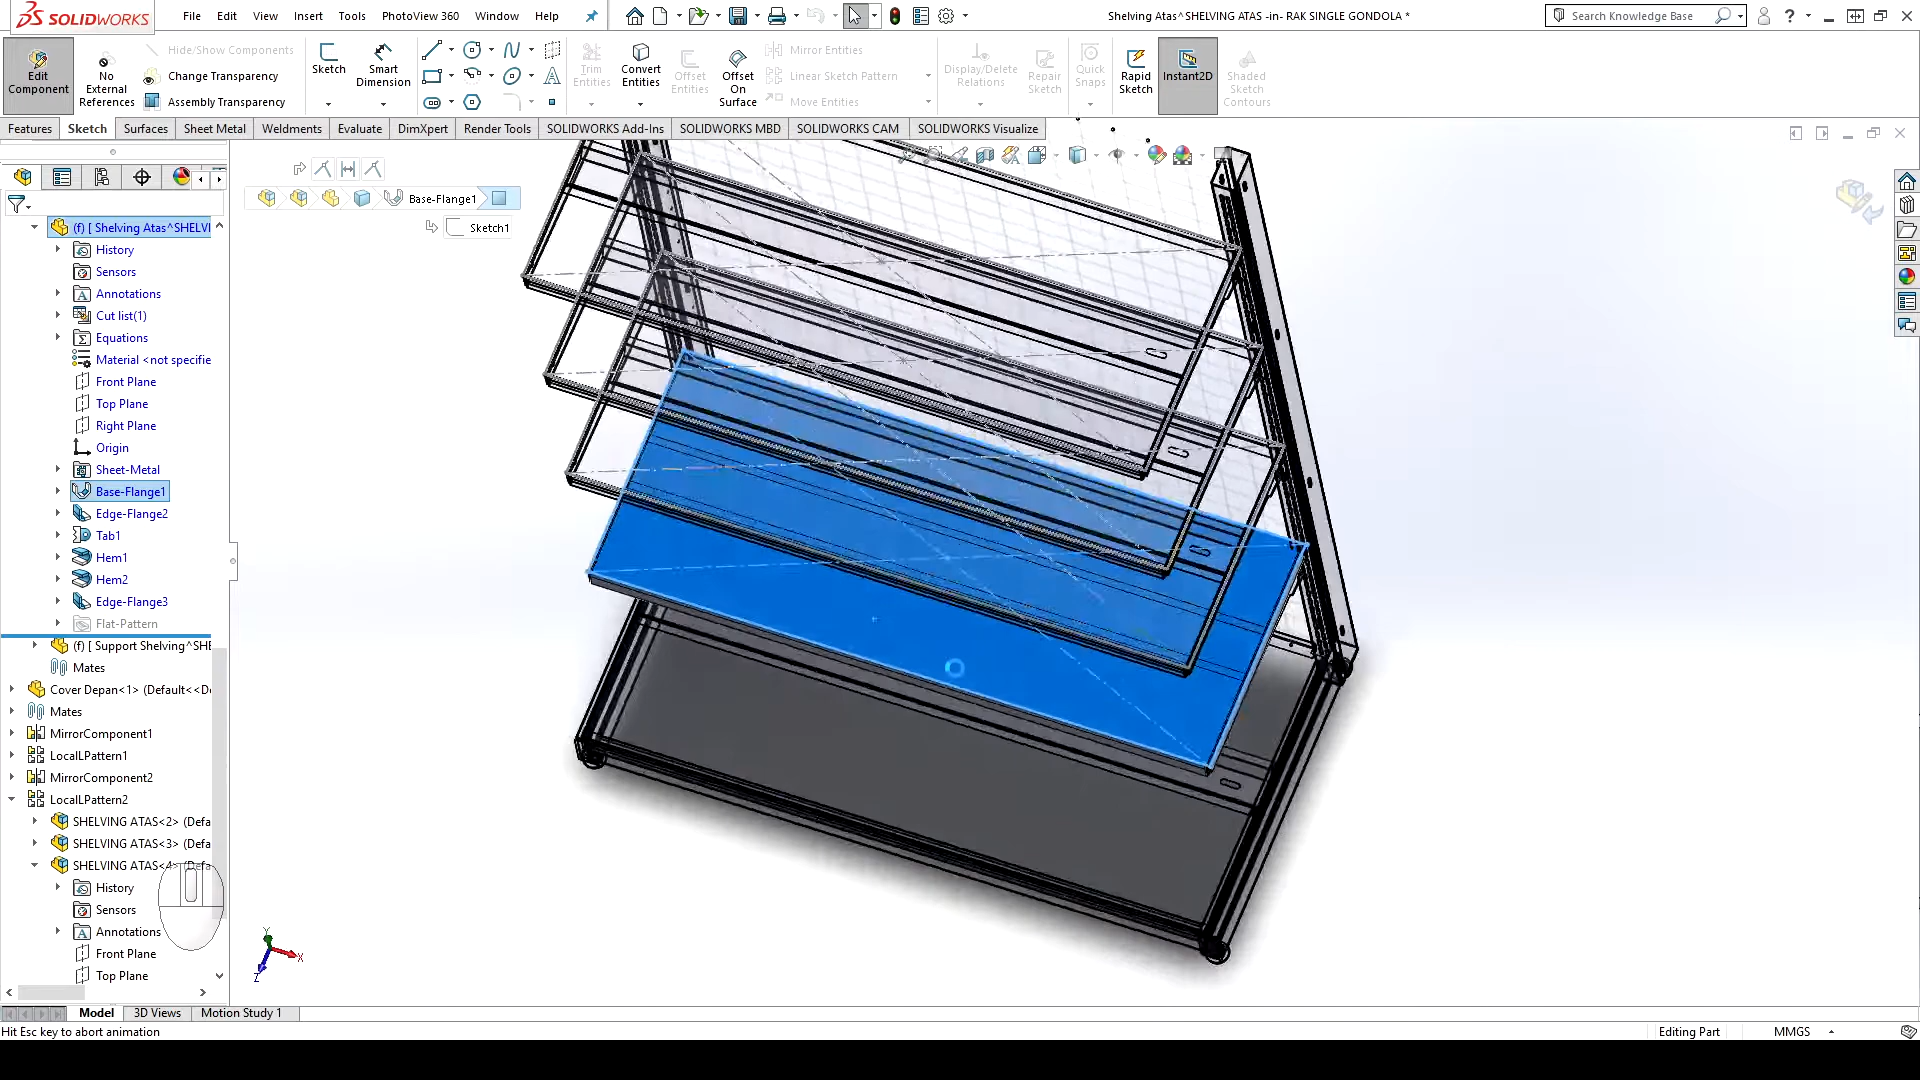 SOLIDWORKS
File Edit View Insert Tools PhotoView 360 Window Help
Shelving Atas^SHELVING ATAS -in- RAK SINGLE GONDOLA *
Search Knowledge Base
Edit Component
No External References
Hide/Show Components
Change Transparency
Assembly Transparency
Sketch
Smart Dimension
Trim Entities
Convert Entities
Offset Entities
Offset On Surface
Mirror Entities
Linear Sketch Pattern
Move Entities
Display/Delete Relations
Repair Sketch
Quick Snaps
Rapid Sketch
Instant2D
Shaded Sketch Contours
Features Sketch Surfaces Sheet Metal Weldments Evaluate DimXpert Render Tools SOLIDWORKS Add-Ins SOLIDWORKS MBD SOLIDWORKS CAM SOLIDWORKS Visualize
Base-Flange1
Sketch1
(f) [ Shelving Atas^SHELVI
History
Sensors
Annotations
Cut list(1)
Equations
Material <not specifie
Front Plane
Top Plane
Right Plane
Origin
Sheet-Metal
Base-Flange1
Edge-Flange2
Tab1
Hem1
Hem2
Edge-Flange3
Flat-Pattern
(f) [ Support Shelving^SHE
Mates
Cover Depan<1> (Default<<D
Mates
MirrorComponent1
LocalLPattern1
MirrorComponent2
LocalLPattern2
SHELVING ATAS<2> (Defa
SHELVING ATAS<3> (Defa
SHELVING ATAS<4> (Defa
History
Sensors
Annotations
Front Plane
Top Plane
Y
X
Z
Model 3D Views Motion Study 1
Hit Esc key to abort animation
Editing Part MMGS